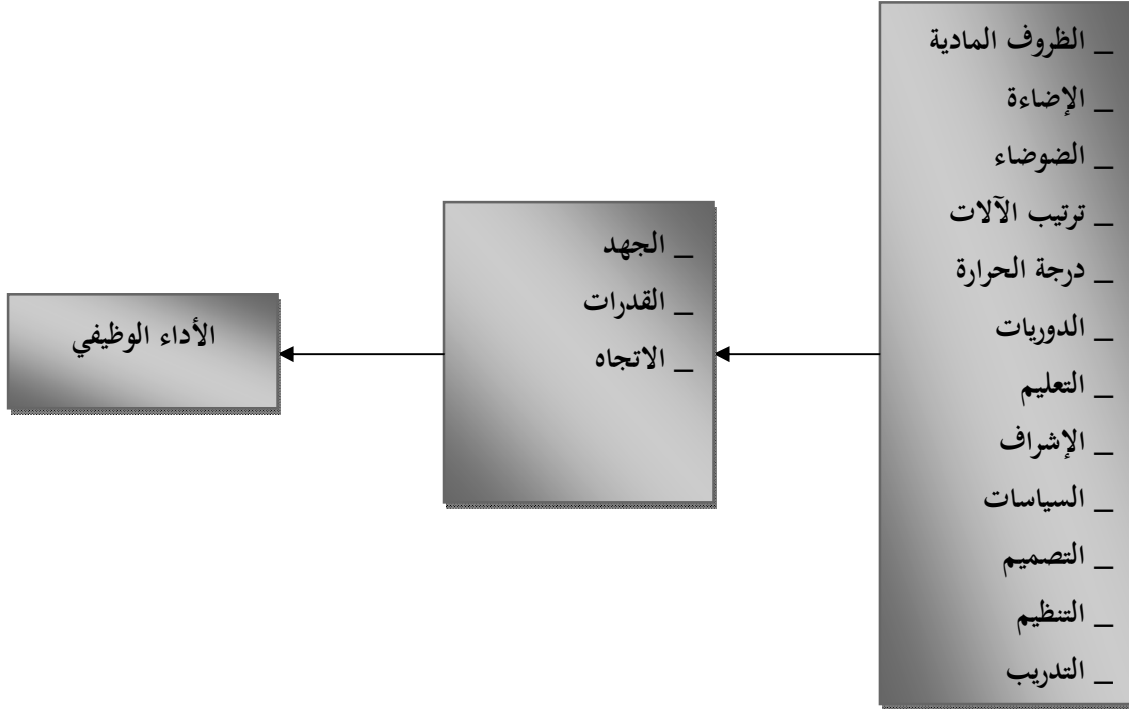 _ الظروف المادية
_ الإضاءة
_ الضوضاء
_ ترتيب الآلات
_ درجة الحرارة
_ الدوريات
_ التعليم
_ الإشراف
_ السياسات
_ التصميم
_ التنظيم
_ التدريب
_ الجهد
_ القدرات
_ الاتجاه
الأداء الوظيفي